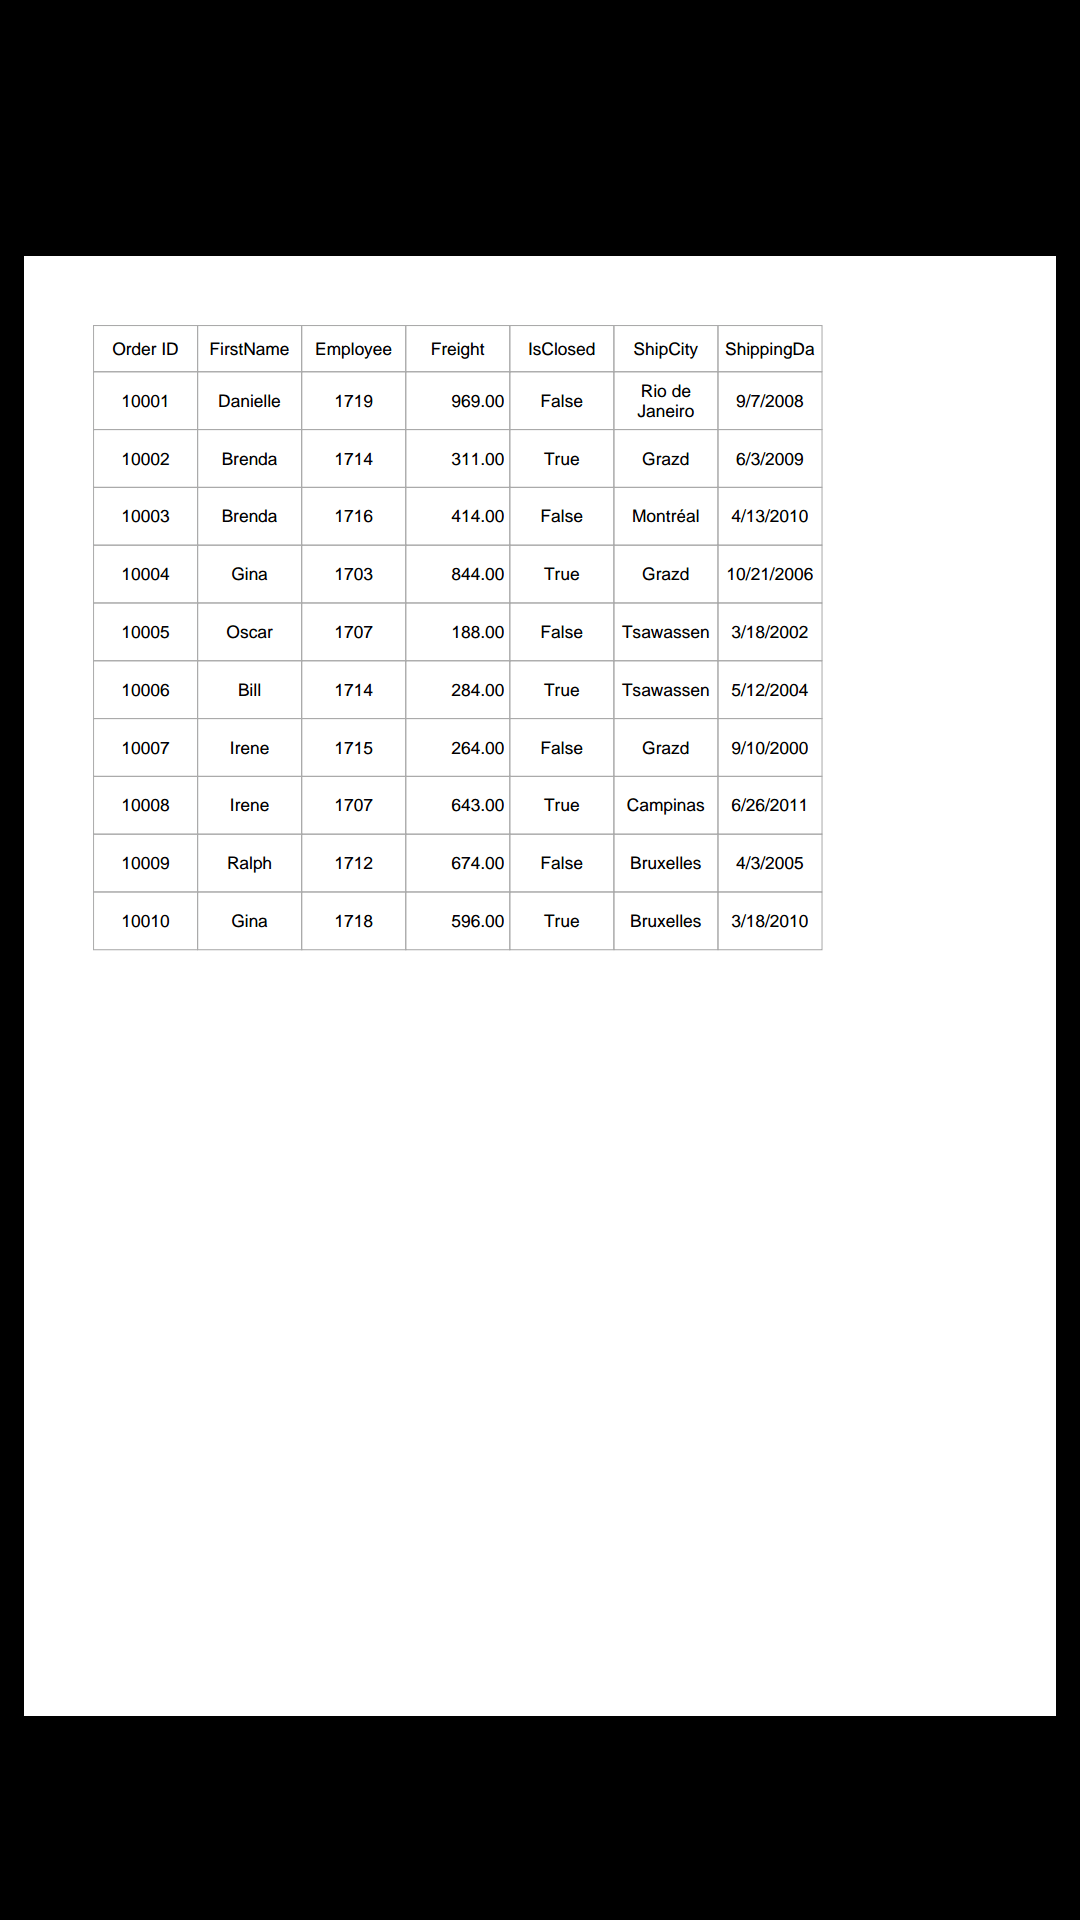 Order ID FirstName Employee Freight IsClosed ShipCity ShippingDa
10001 Danielle 1719 969.00 False Rio de Janeiro 9/7/2008
10002 Brenda 1714 311.00 True Grazd 6/3/2009
10003 Brenda 1716 414.00 False Montréal 4/13/2010
10004 Gina 1703 844.00 True Grazd 10/21/2006
10005 Oscar 1707 188.00 False Tsawassen 3/18/2002
10006 Bill 1714 284.00 True Tsawassen 5/12/2004
10007 Irene 1715 264.00 False Grazd 9/10/2000
10008 Irene 1707 643.00 True Campinas 6/26/2011
10009 Ralph 1712 674.00 False Bruxelles 4/3/2005
10010 Gina 1718 596.00 True Bruxelles 3/18/2010